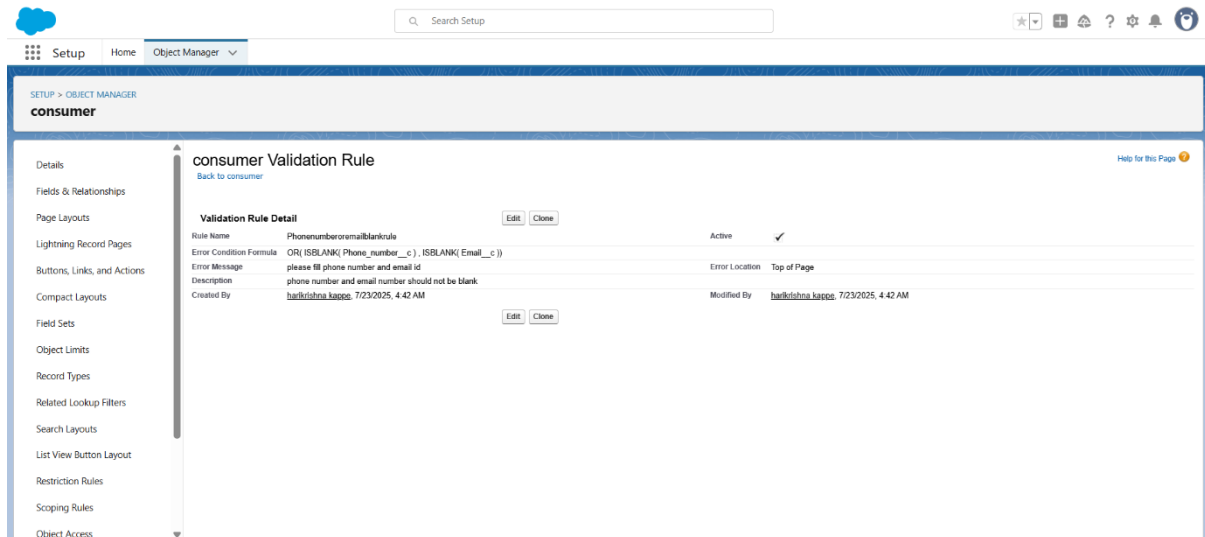 Search Setup
Setup Home Object Manager
SETUP > OBJECT MANAGER
consumer
Details
Fields & Relationships
Page Layouts
Lightning Record Pages
Buttons, Links, and Actions
Compact Layouts
Field Sets
Object Limits
Record Types
Related Lookup Filters
Search Layouts
List View Button Layout
Restriction Rules
Scoping Rules
Object Access
consumer Validation Rule
Help for this Page ?
Back to consumer
Validation Rule Detail Edit Clone
Rule Name Phonenumberoremailblankrule Active ✓
Error Condition Formula OR( ISBLANK( Phone_number__c ) , ISBLANK( Email__c ))
Error Message please fill phone number and email id Error Location Top of Page
Description phone number and email number should not be blank
Created By harikrishna kappe, 7/23/2025, 4:42 AM Modified By harikrishna kappe, 7/23/2025, 4:42 AM
Edit Clone